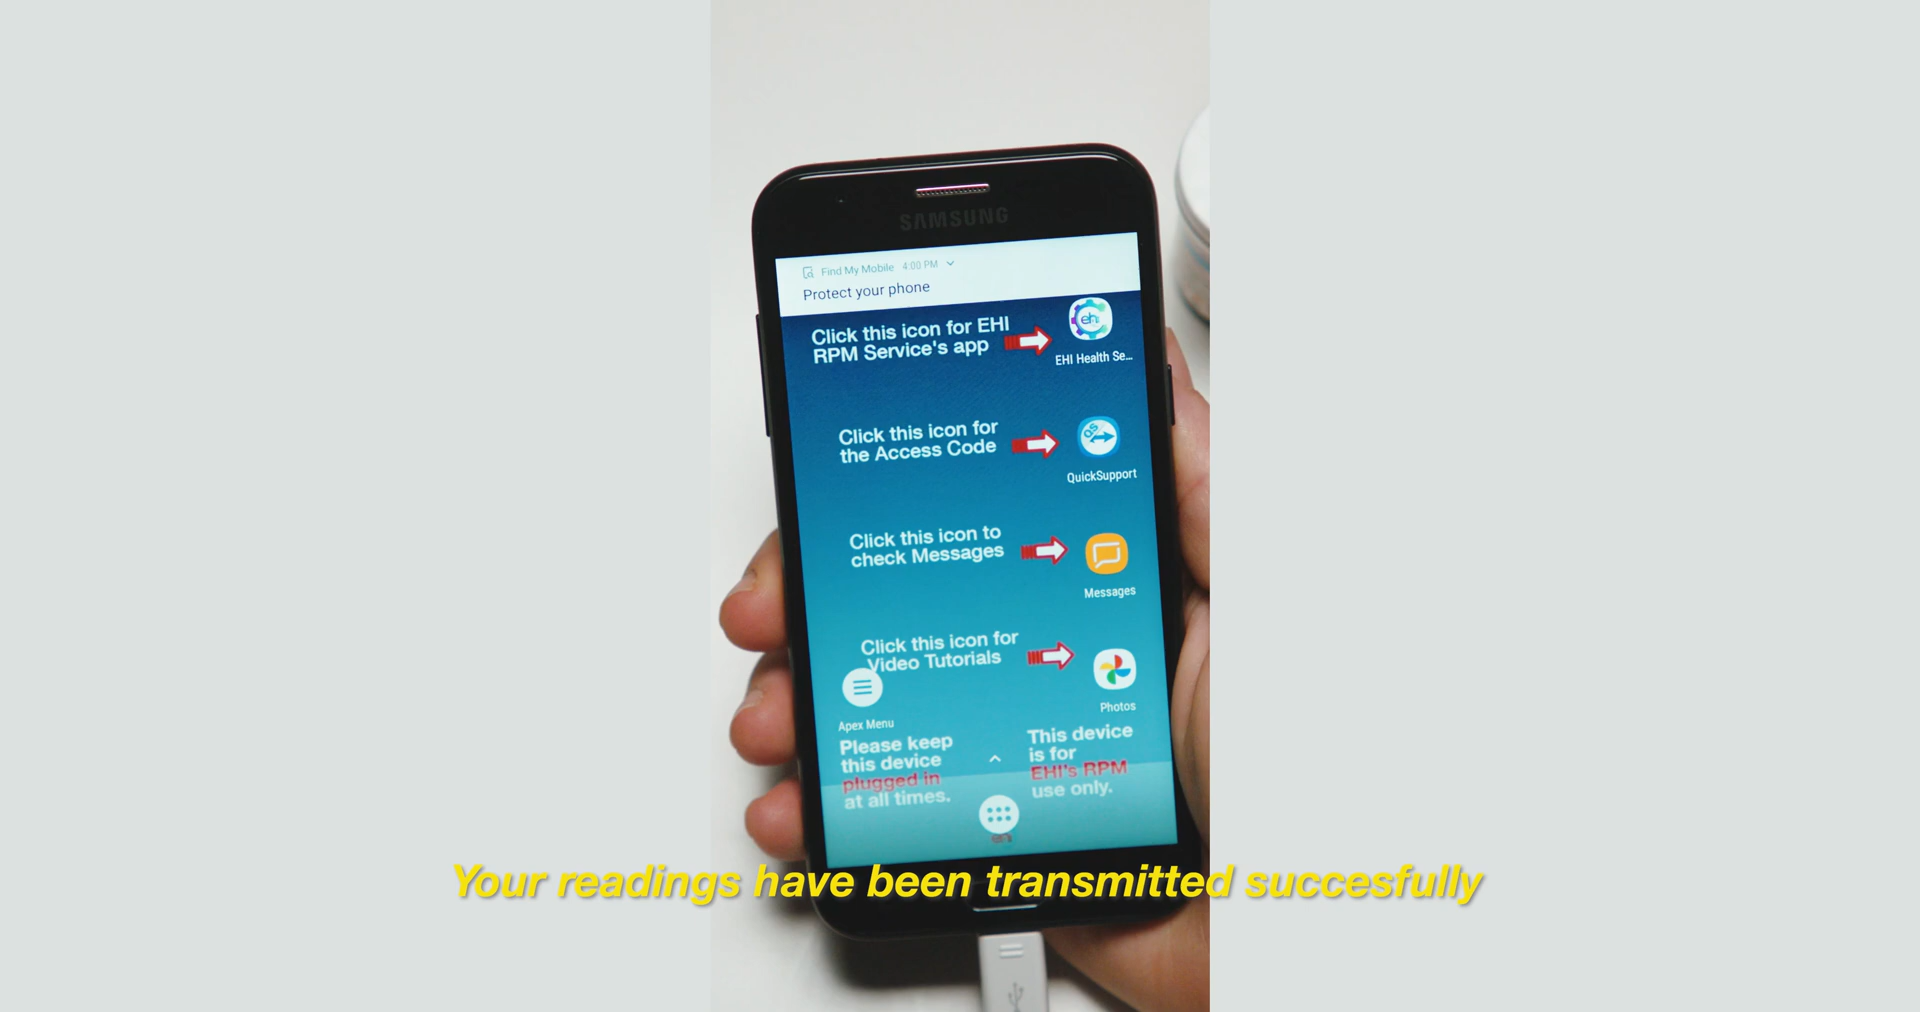 SAMSUNG
Find My Mobile 4:00 PM
Protect your phone
Click this icon for EHI
RPM Service's app
eh
EHI Health Se...
Click this icon for
the Access Code
QS
QuickSupport
Click this icon to
check Messages
Messages
Click this icon for
Video Tutorials
Photos
Apex Menu
Please keep
this device
plugged in
at all times.
This device
is for
EHI's RPM
use only.
Your readings have been transmitted succesfully